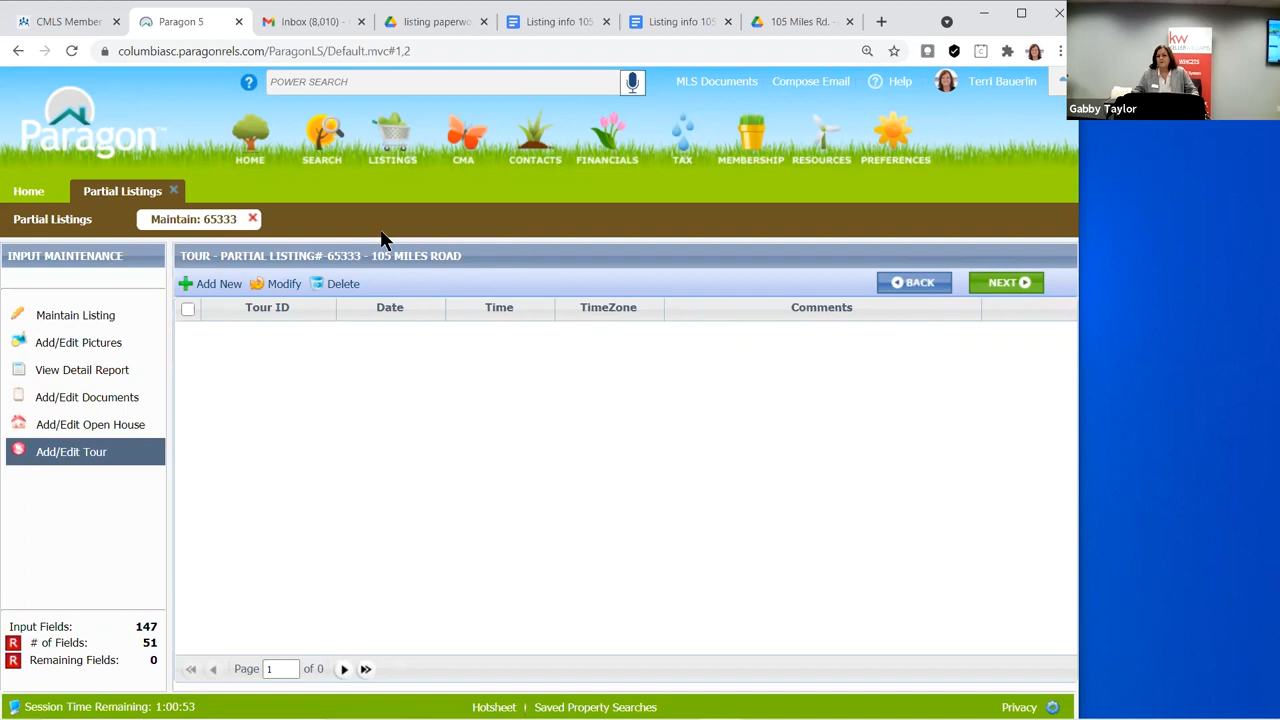 CMLS Member
Paragon 5
Inbox (8,010) -
listing paperwo
Listing info 105
Listing info 105
105 Miles Rd. -
columbiasc.paragonrels.com/ParagonLS/Default.mvc#1,2
kw
KELLER WILLIAMS
Gabby Taylor
Paragon
POWER SEARCH
MLS Documents
Compose Email
Help
Terri Bauerlin
HOME
SEARCH
LISTINGS
CMA
CONTACTS
FINANCIALS
TAX
MEMBERSHIP
RESOURCES
PREFERENCES
Home
Partial Listings
Partial Listings
Maintain: 65333
INPUT MAINTENANCE
TOUR - PARTIAL LISTING#-65333 - 105 MILES ROAD
Add New
Modify
Delete
BACK
NEXT
Tour ID
Date
Time
TimeZone
Comments
Maintain Listing
Add/Edit Pictures
View Detail Report
Add/Edit Documents
Add/Edit Open House
Add/Edit Tour
Input Fields: 147
R # of Fields: 51
R Remaining Fields: 0
Page 1 of 0
Session Time Remaining: 1:00:53
Hotsheet
Saved Property Searches
Privacy